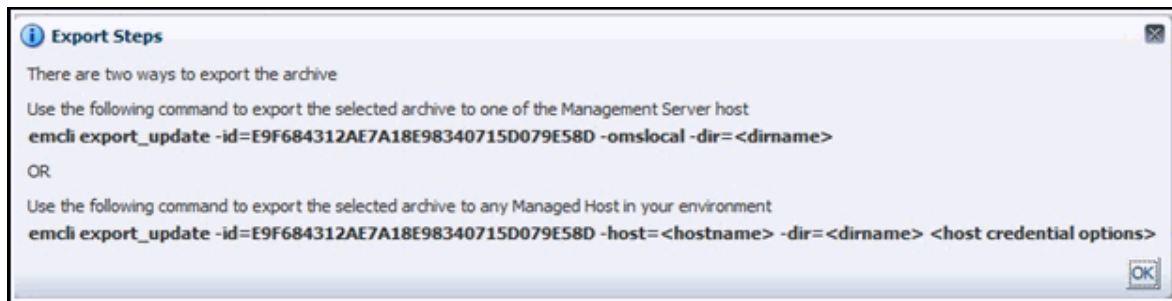 Export Steps
There are two ways to export the archive
Use the following command to export the selected archive to one of the Management Server host
emcli export_update -id=E9F684312AE7A18E98340715D079E58D -omslocal -dir=<dirname>
OR
Use the following command to export the selected archive to any Managed Host in your environment
emcli export_update -id=E9F684312AE7A18E98340715D079E58D -host=<hostname> -dir=<dirname> <host credential options>
OK